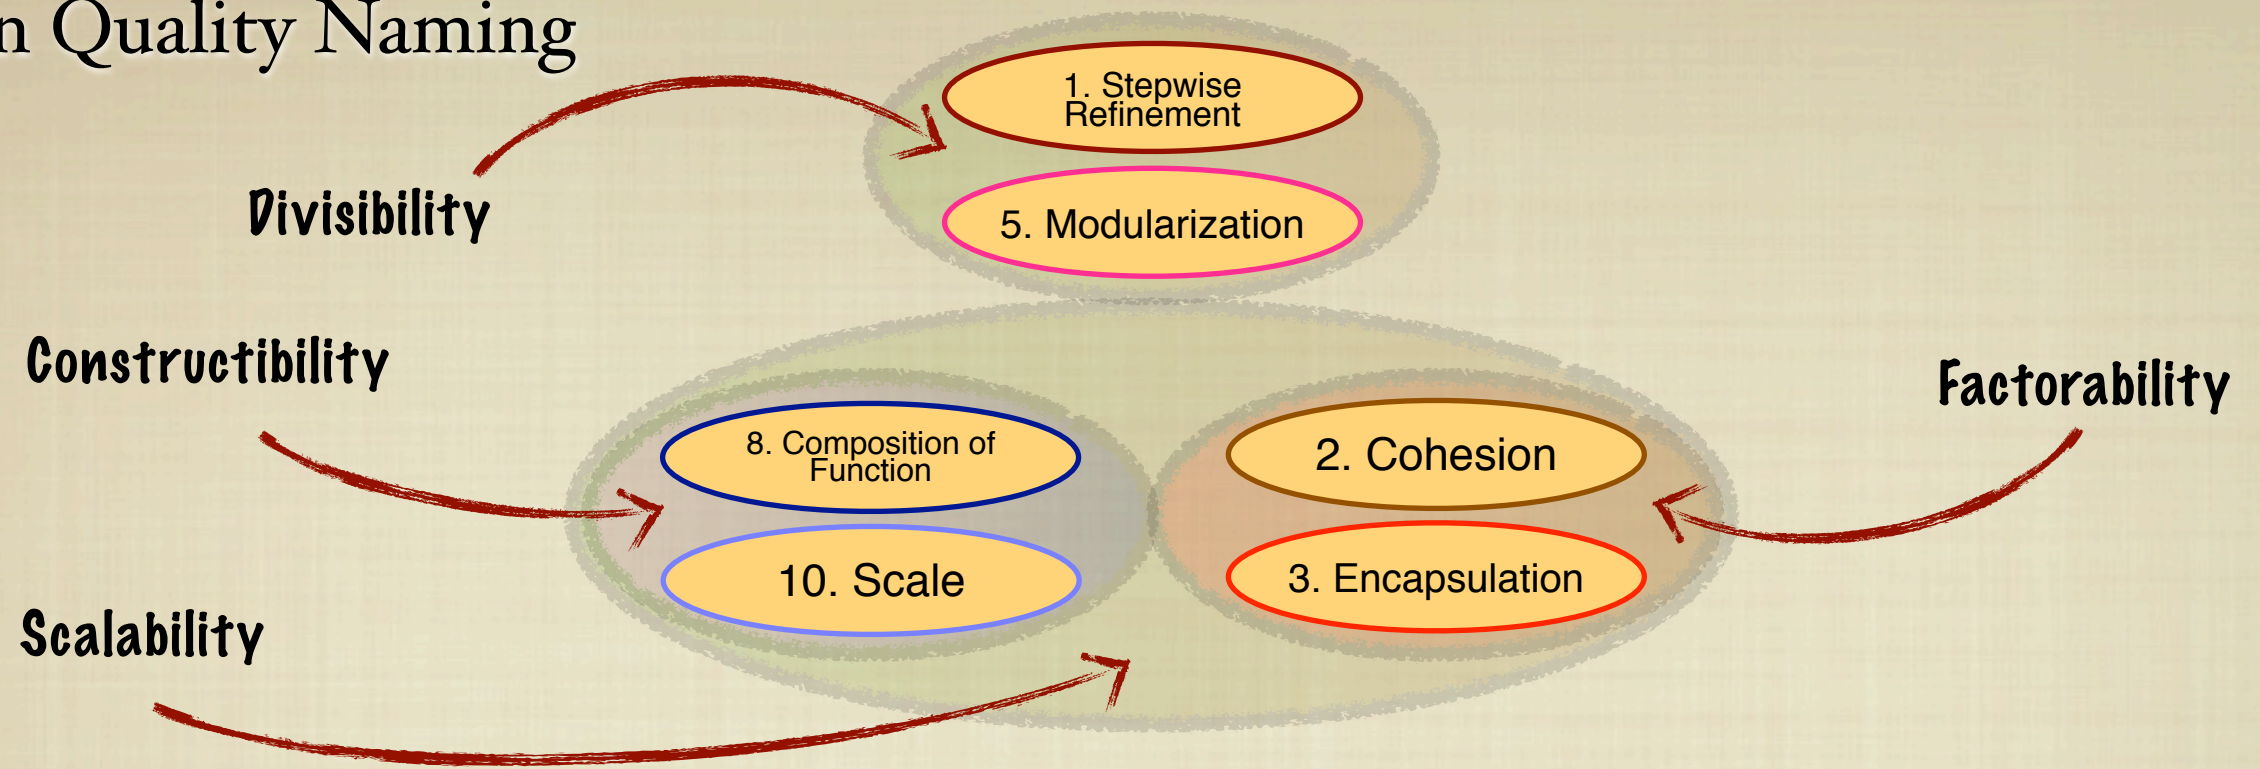 n Quality Naming
1. Stepwise
Refinement
Divisibility
5. Modularization
Constructibility
Factorability
8. Composition of
Function
2. Cohesion
10. Scale
3. Encapsulation
Scalability